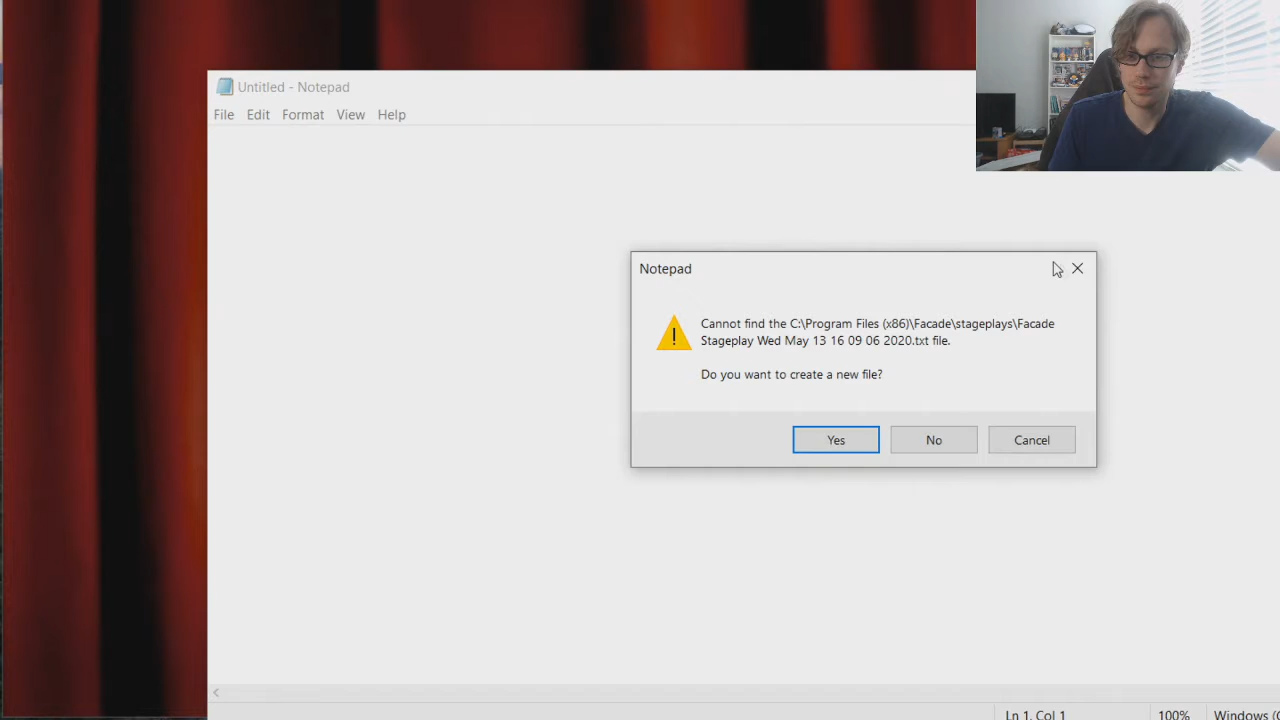 Untitled - Notepad
File Edit Format View Help
Notepad
Cannot find the C:\Program Files (x86)\Facade\stageplays\Facade
Stageplay Wed May 13 16 09 06 2020.txt file.
Do you want to create a new file?
Yes No Cancel
Ln 1, Col 1 100% Windows (C